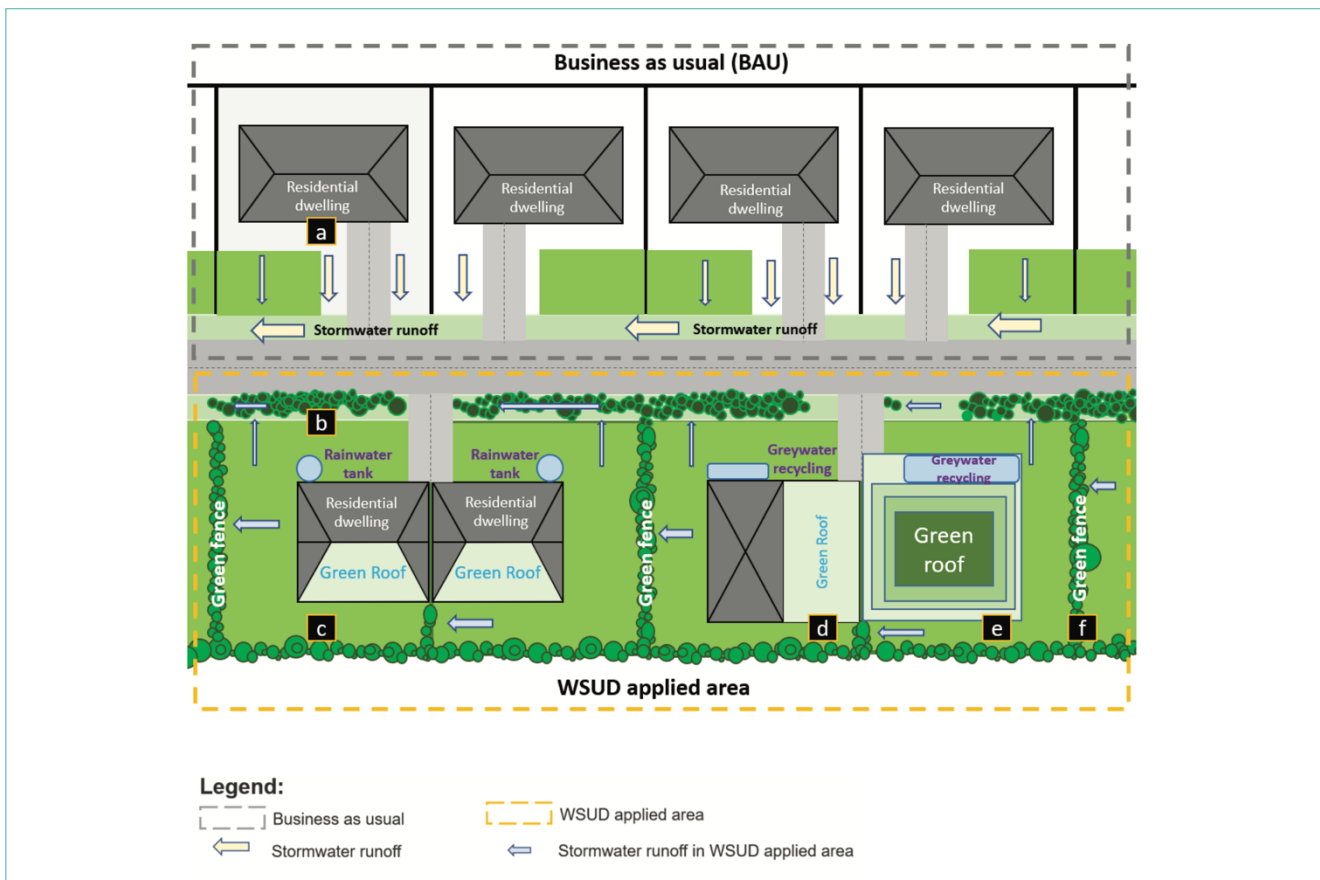 Business as usual (BAU)
Residential
dwelling
Residential
dwelling
Residential
dwelling
Residential
dwelling
a
Stormwater runoff
Stormwater runoff
b
Rainwater
tank
Rainwater
tank
Greywater
recycling
Greywater
recycling
Green fence
Residential
dwelling
Residential
dwelling
Green Roof
Green Roof
Green fence
Green Roof
Green
roof
Green fence
c
d
e
f
WSUD applied area
Legend:
Business as usual
WSUD applied area
Stormwater runoff
Stormwater runoff in WSUD applied area